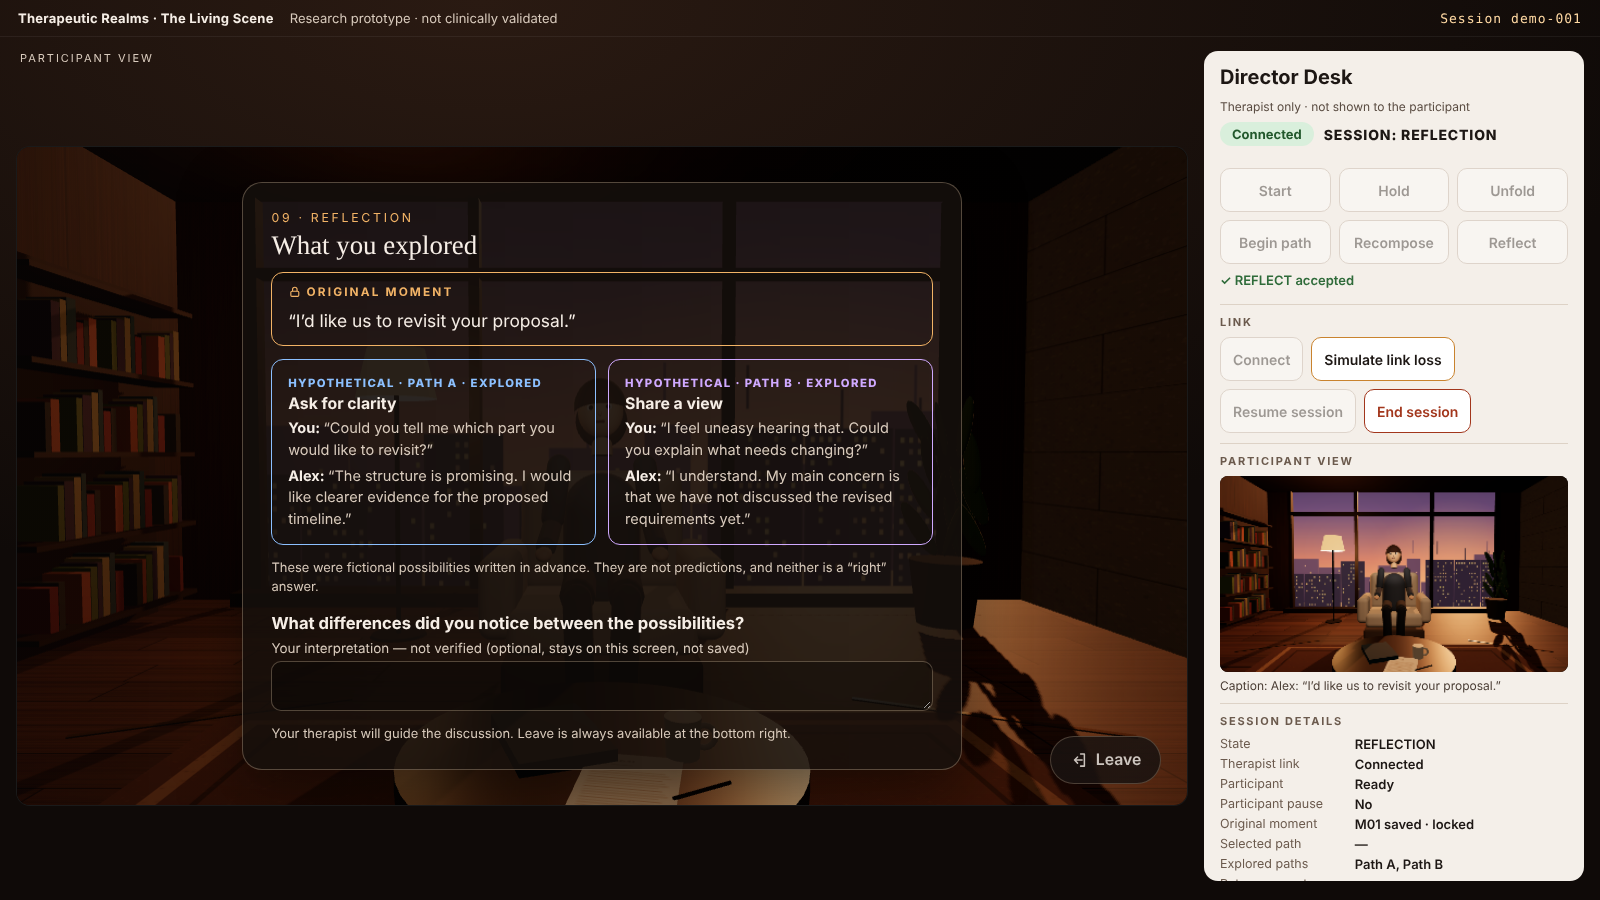 Therapeutic Realms · The Living Scene Research prototype · not clinically validated
Session demo-001
PARTICIPANT VIEW
09 · REFLECTION
What you explored
ORIGINAL MOMENT
“I’d like us to revisit your proposal.”
HYPOTHETICAL · PATH A · EXPLORED
Ask for clarity
You: “Could you tell me which part you
would like to revisit?”
Alex: “The structure is promising. I would
like clearer evidence for the proposed
timeline.”
HYPOTHETICAL · PATH B · EXPLORED
Share a view
You: “I feel uneasy hearing that. Could
you explain what needs changing?”
Alex: “I understand. My main concern is
that we have not discussed the revised
requirements yet.”
These were fictional possibilities written in advance. They are not predictions, and neither is a “right”
answer.
What differences did you notice between the possibilities?
Your interpretation — not verified (optional, stays on this screen, not saved)
Your therapist will guide the discussion. Leave is always available at the bottom right.
Leave
Director Desk
Therapist only · not shown to the participant
Connected SESSION: REFLECTION
Start Hold Unfold
Begin path Recompose Reflect
✓ REFLECT accepted
LINK
Connect Simulate link loss
Resume session End session
PARTICIPANT VIEW
Caption: Alex: “I’d like us to revisit your proposal.”
SESSION DETAILS
State REFLECTION
Therapist link Connected
Participant Ready
Participant pause No
Original moment M01 saved · locked
Selected path —
Explored paths Path A, Path B